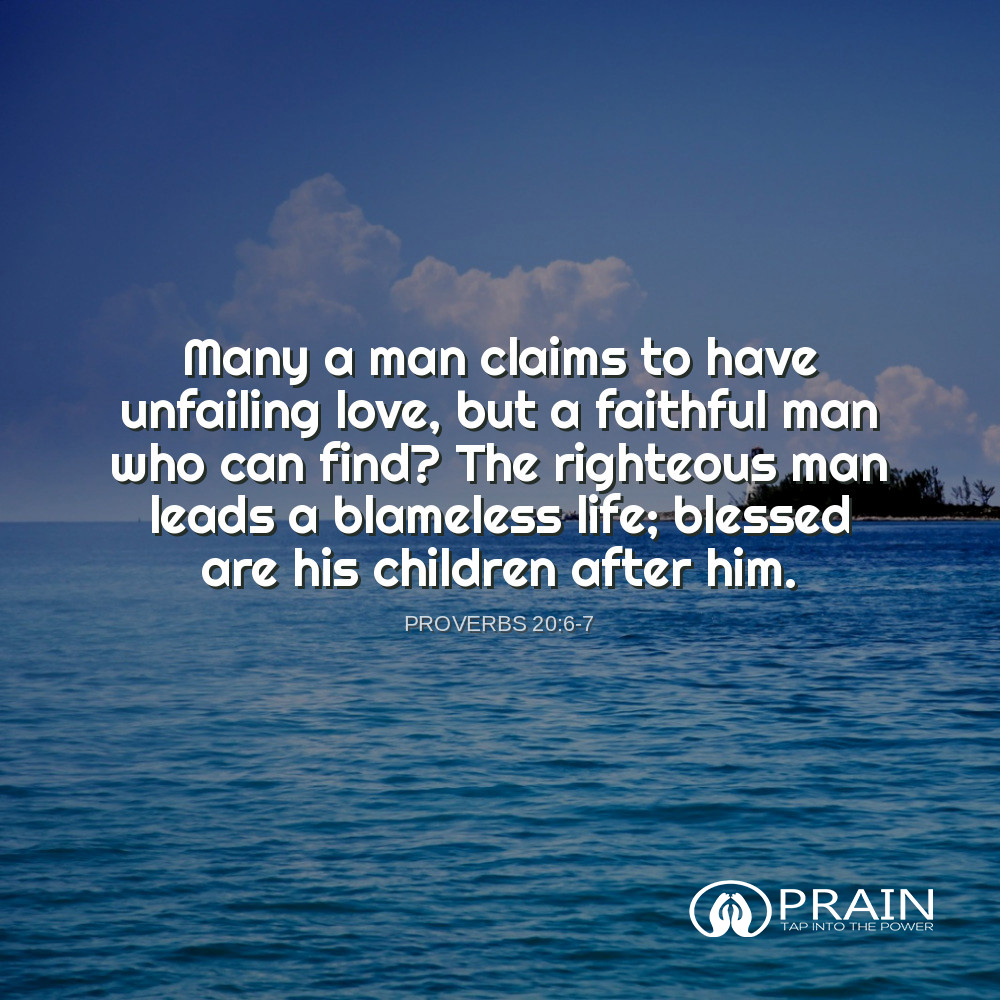 Many a man claims to have
unfailing love, but a faithful man
who can find? The righteous man
leads a blameless life; blessed
are his children after him.
PROVERBS 20:6-7
PRAIN
TAP INTO THE POWER